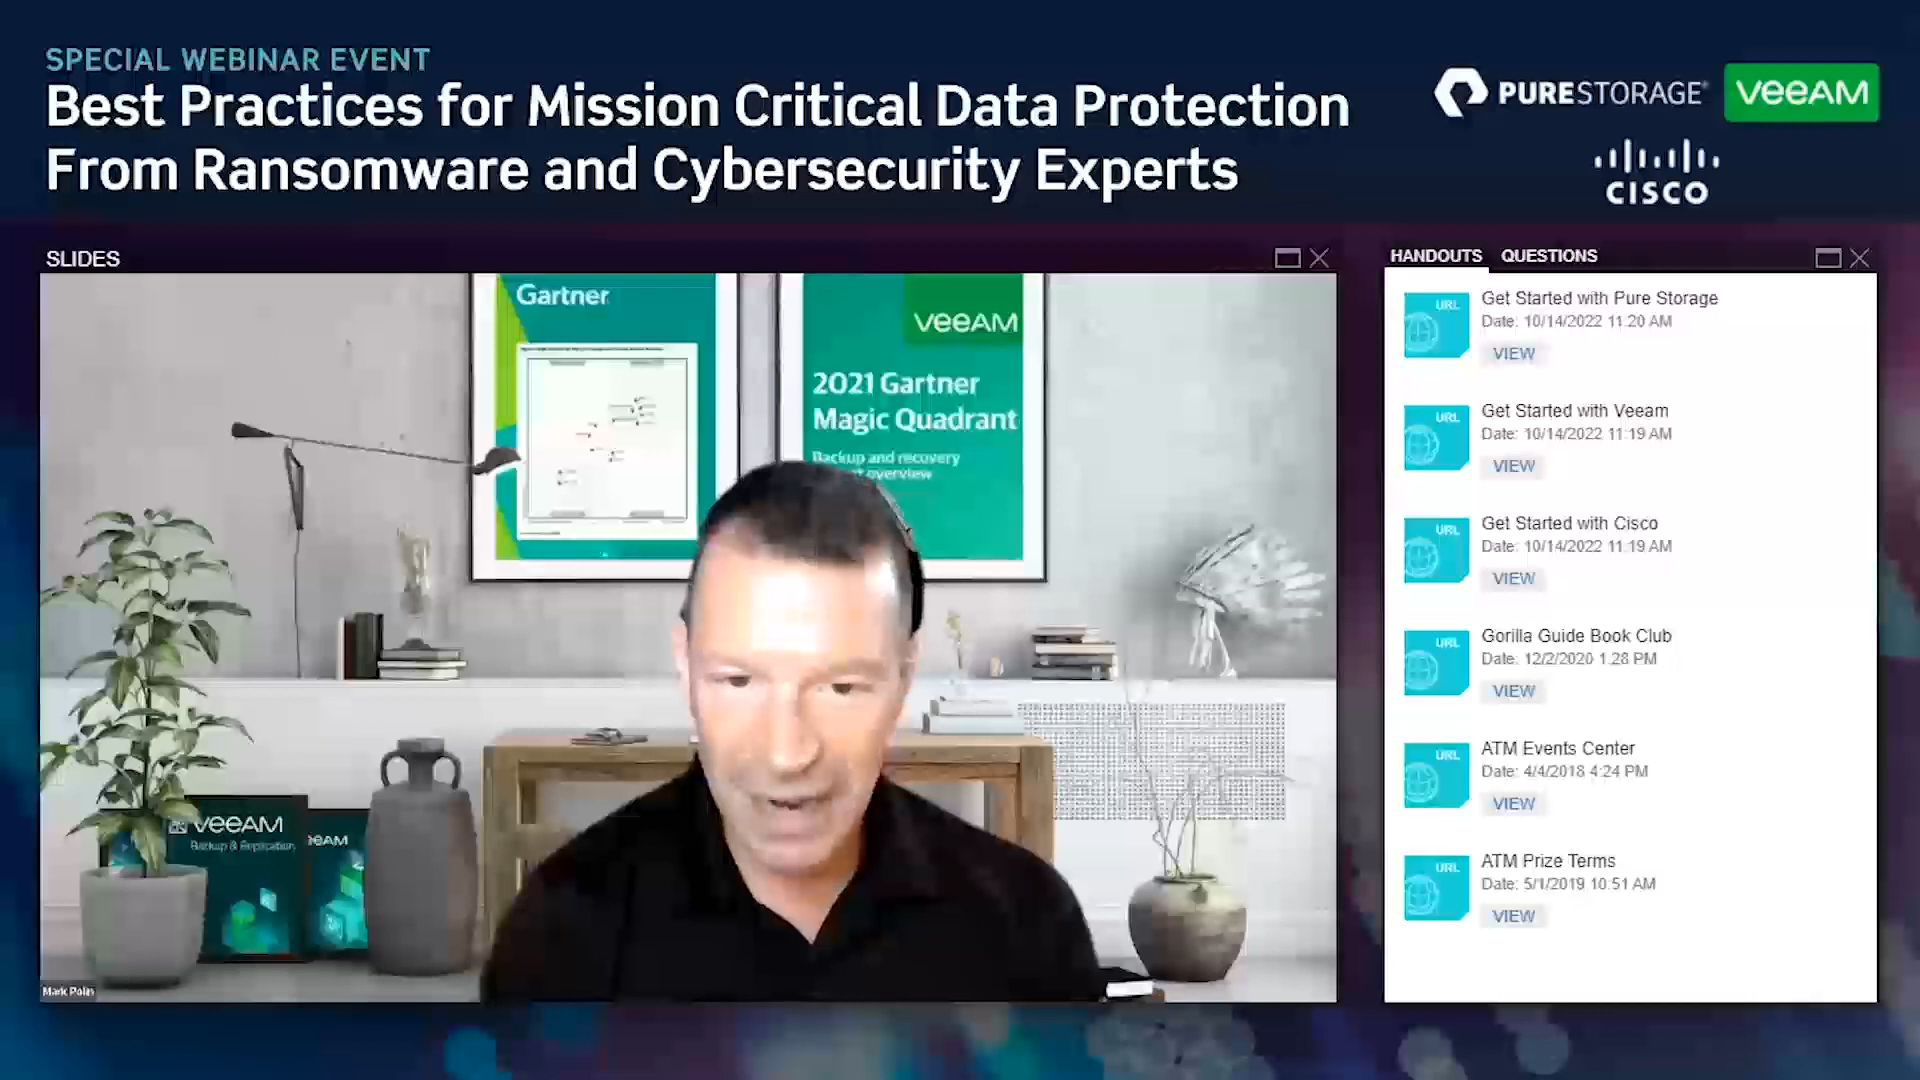 SPECIAL WEBINAR EVENT
Best Practices for Mission Critical Data Protection
From Ransomware and Cybersecurity Experts
PURESTORAGE
veeAM
CISCO
SLIDES
Gartner
veeAM
2021 Gartner
Magic Quadrant
Backup and recovery
overview
veeAM
Backup & Replication
eeAM
Mark Polin
HANDOUTS QUESTIONS
URL
Get Started with Pure Storage
Date: 10/14/2022 11:20 AM
VIEW
URL
Get Started with Veeam
Date: 10/14/2022 11:19 AM
VIEW
URL
Get Started with Cisco
Date: 10/14/2022 11:19 AM
VIEW
URL
Gorilla Guide Book Club
Date: 12/2/2020 1:28 PM
VIEW
URL
ATM Events Center
Date: 4/4/2018 4:24 PM
VIEW
URL
ATM Prize Terms
Date: 5/1/2019 10:51 AM
VIEW